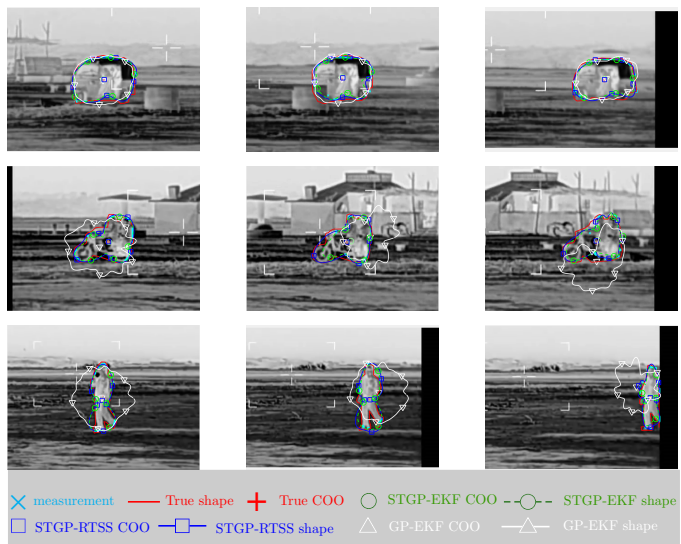 measurement True shape True COO STGP-EKF COO STGP-EKF shape
STGP-RTSS COO STGP-RTSS shape GP-EKF COO GP-EKF shape